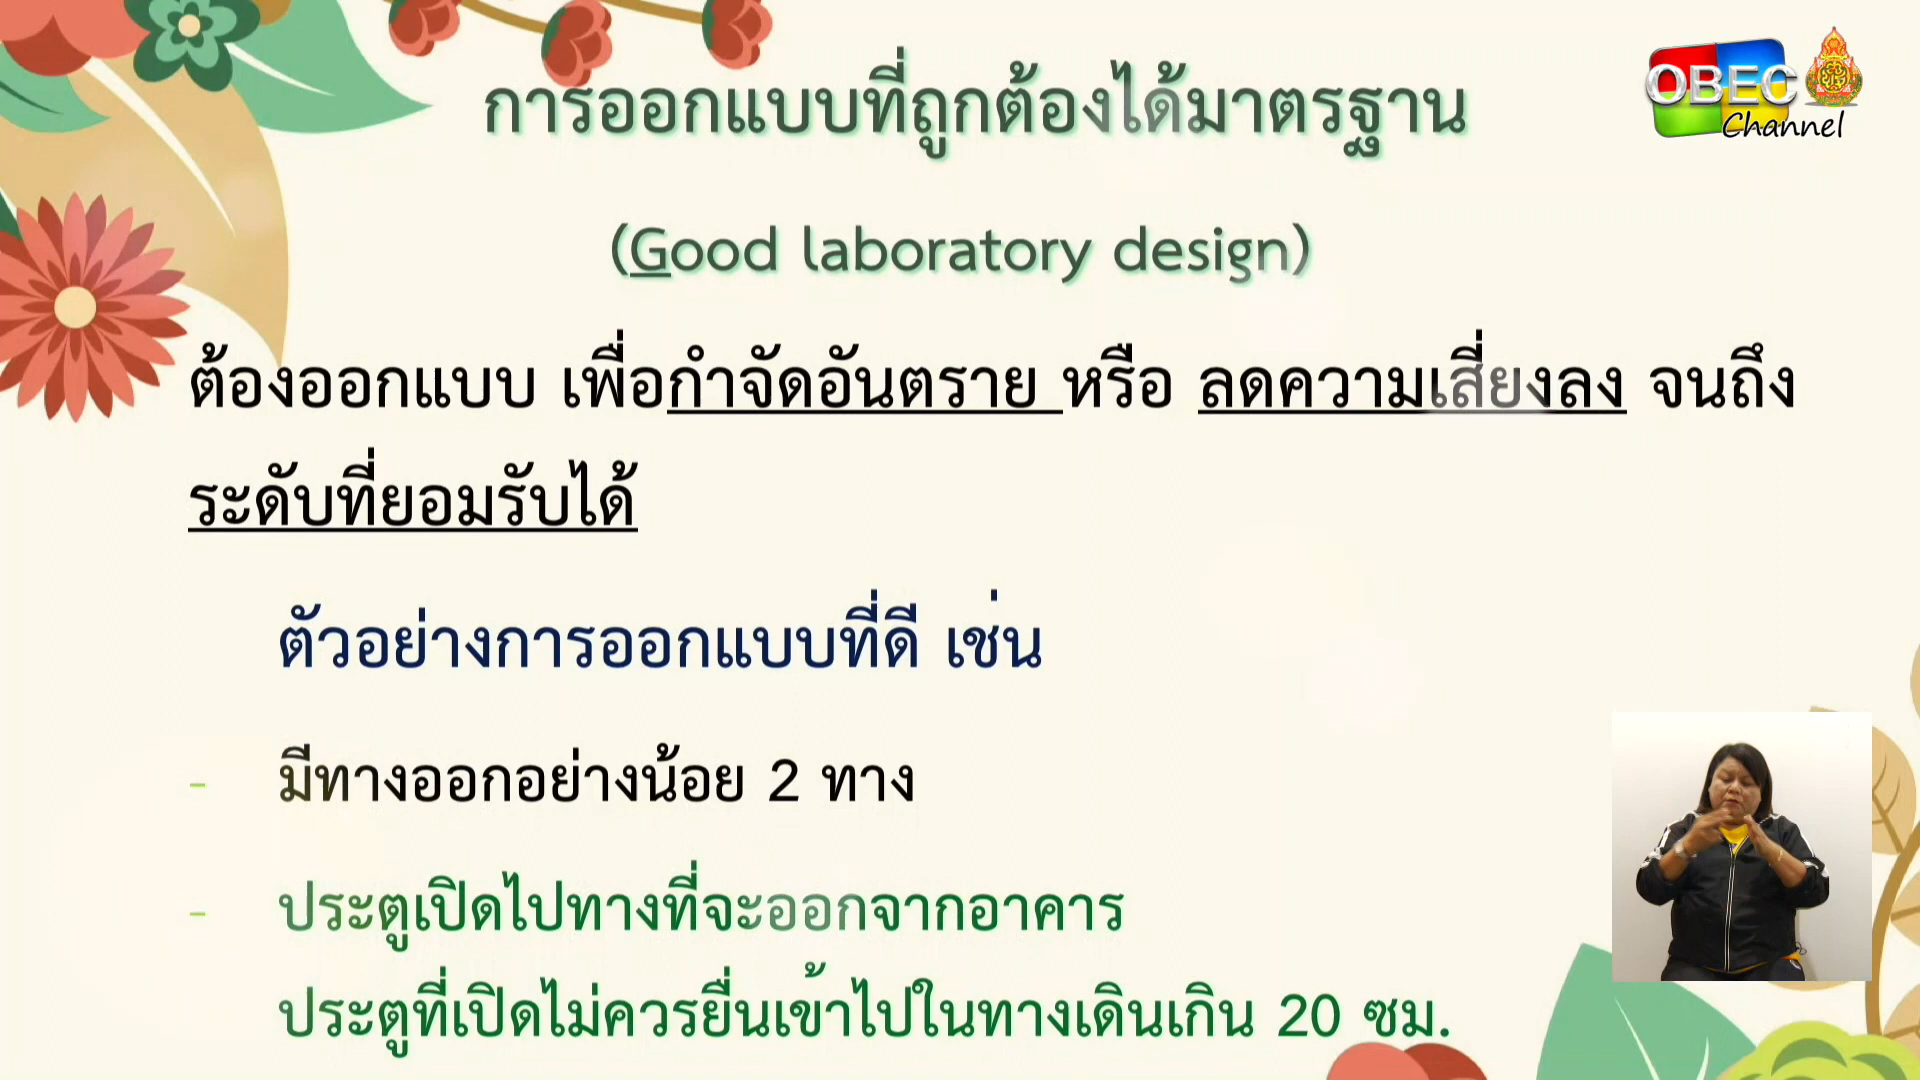 การออกแบบที่ถูกต้องได้มาตรฐาน
OBEC
Channel
(Good laboratory design)
ต้องออกแบบ เพื่อกำจัดอันตราย หรือ ลดความเสี่ยงลง จนถึง
ระดับที่ยอมรับได้
ตัวอย่างการออกแบบที่ดี เช่น
- มีทางออกอย่างน้อย 2 ทาง
- ประตูเปิดไปทางที่จะออกจากอาคาร
ประตูที่เปิดไม่ควรยื่นเข้าไปในทางเดินเกิน 20 ซม.